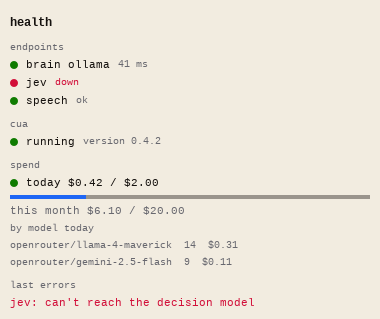 health
endpoints
brain ollama 41 ms
jev down
speech ok
cua
running version 0.4.2
spend
today $0.42 / $2.00
this month $6.10 / $20.00
by model today
openrouter/llama-4-maverick 14 $0.31
openrouter/gemini-2.5-flash 9 $0.11
last errors
jev: can't reach the decision model